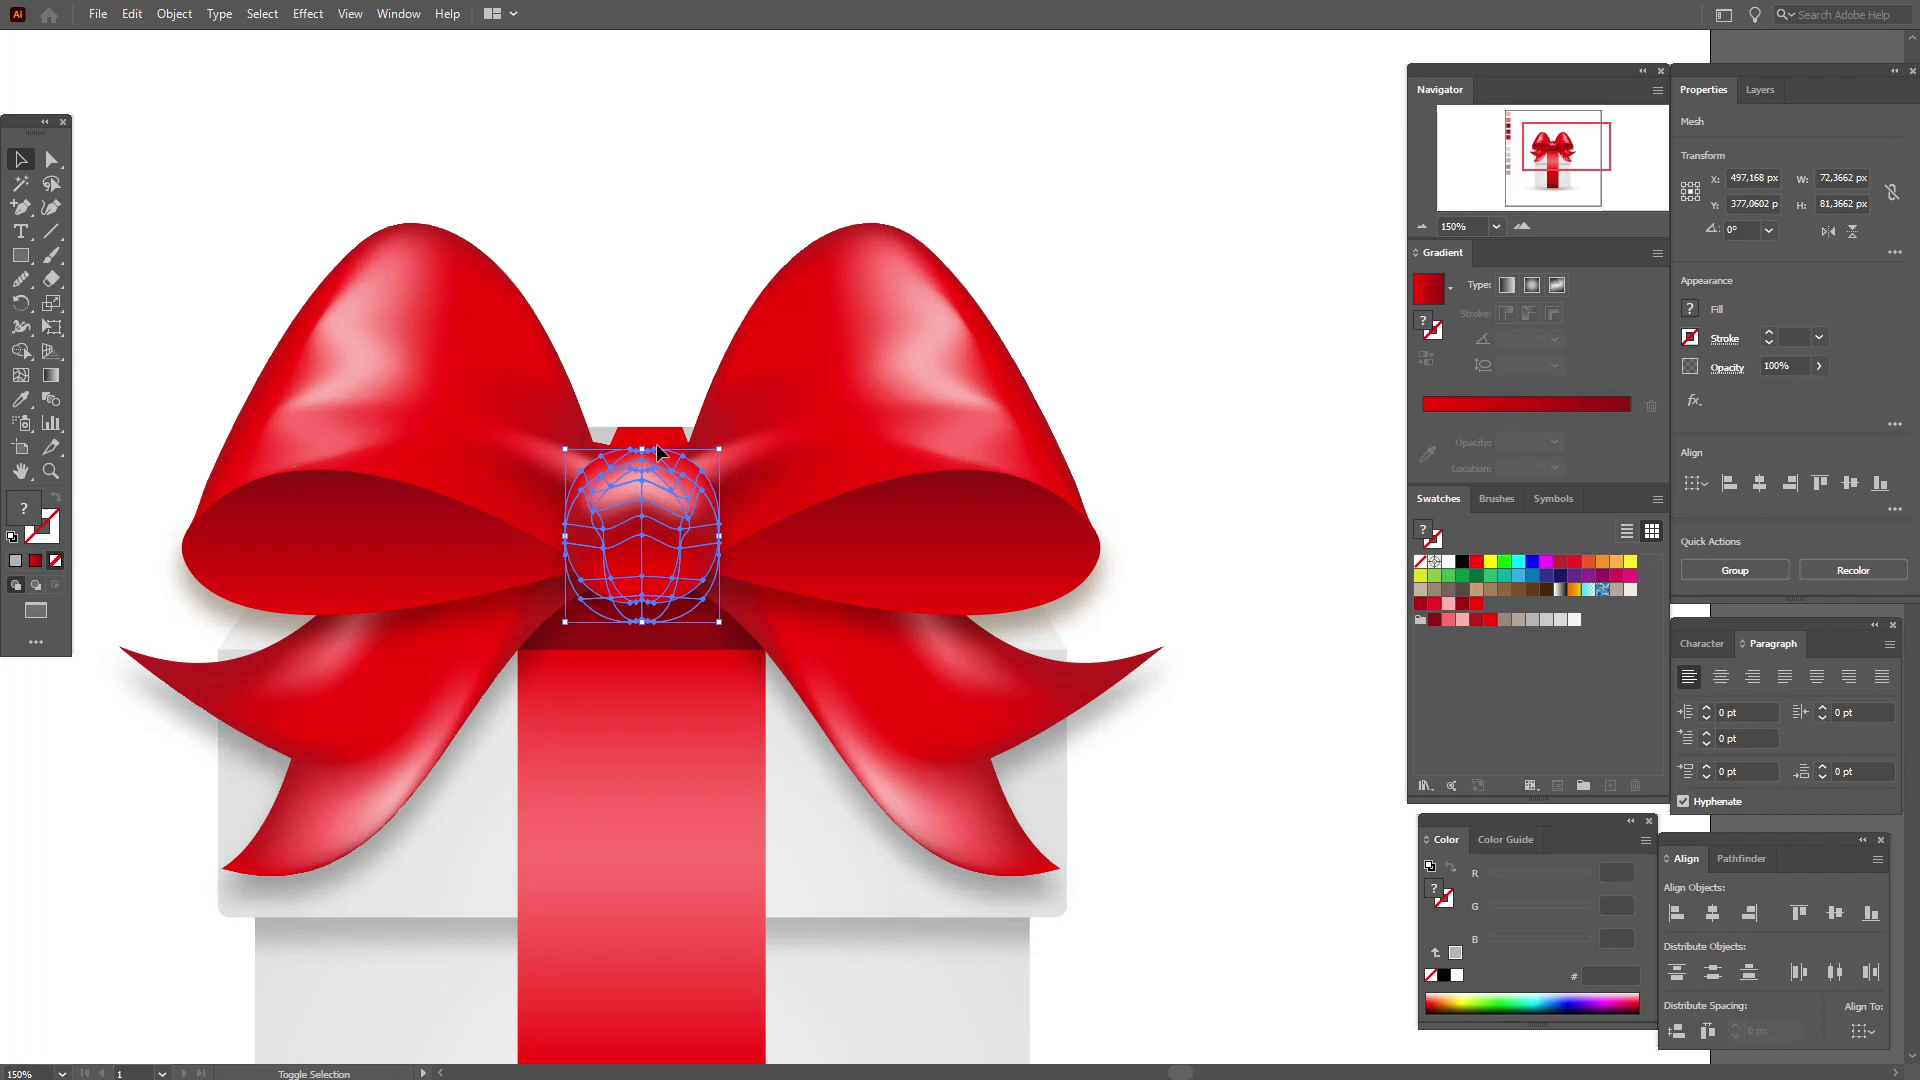 Ai
File Edit Object Type Select Effect View Window Help
Search Adobe Help
Navigator
150%
Gradient
Type:
Stroke:
?
Opacity:
Location:
Swatches Brushes Symbols
?
Color Color Guide
?
R
G
B
#
Properties Layers
Mesh
Transform
X: 497,168 px W: 72,3662 px
Y: 377,0602 p H: 81,3662 px
0°
Appearance
? Fill
Stroke
Opacity 100%
fx.
Align
Quick Actions
Group Recolor
Character Paragraph
0 pt 0 pt
0 pt
0 pt 0 pt
Hyphenate
Align Pathfinder
Align Objects:
Distribute Objects:
Distribute Spacing: Align To:
0 px
?
150% 1 Toggle Selection